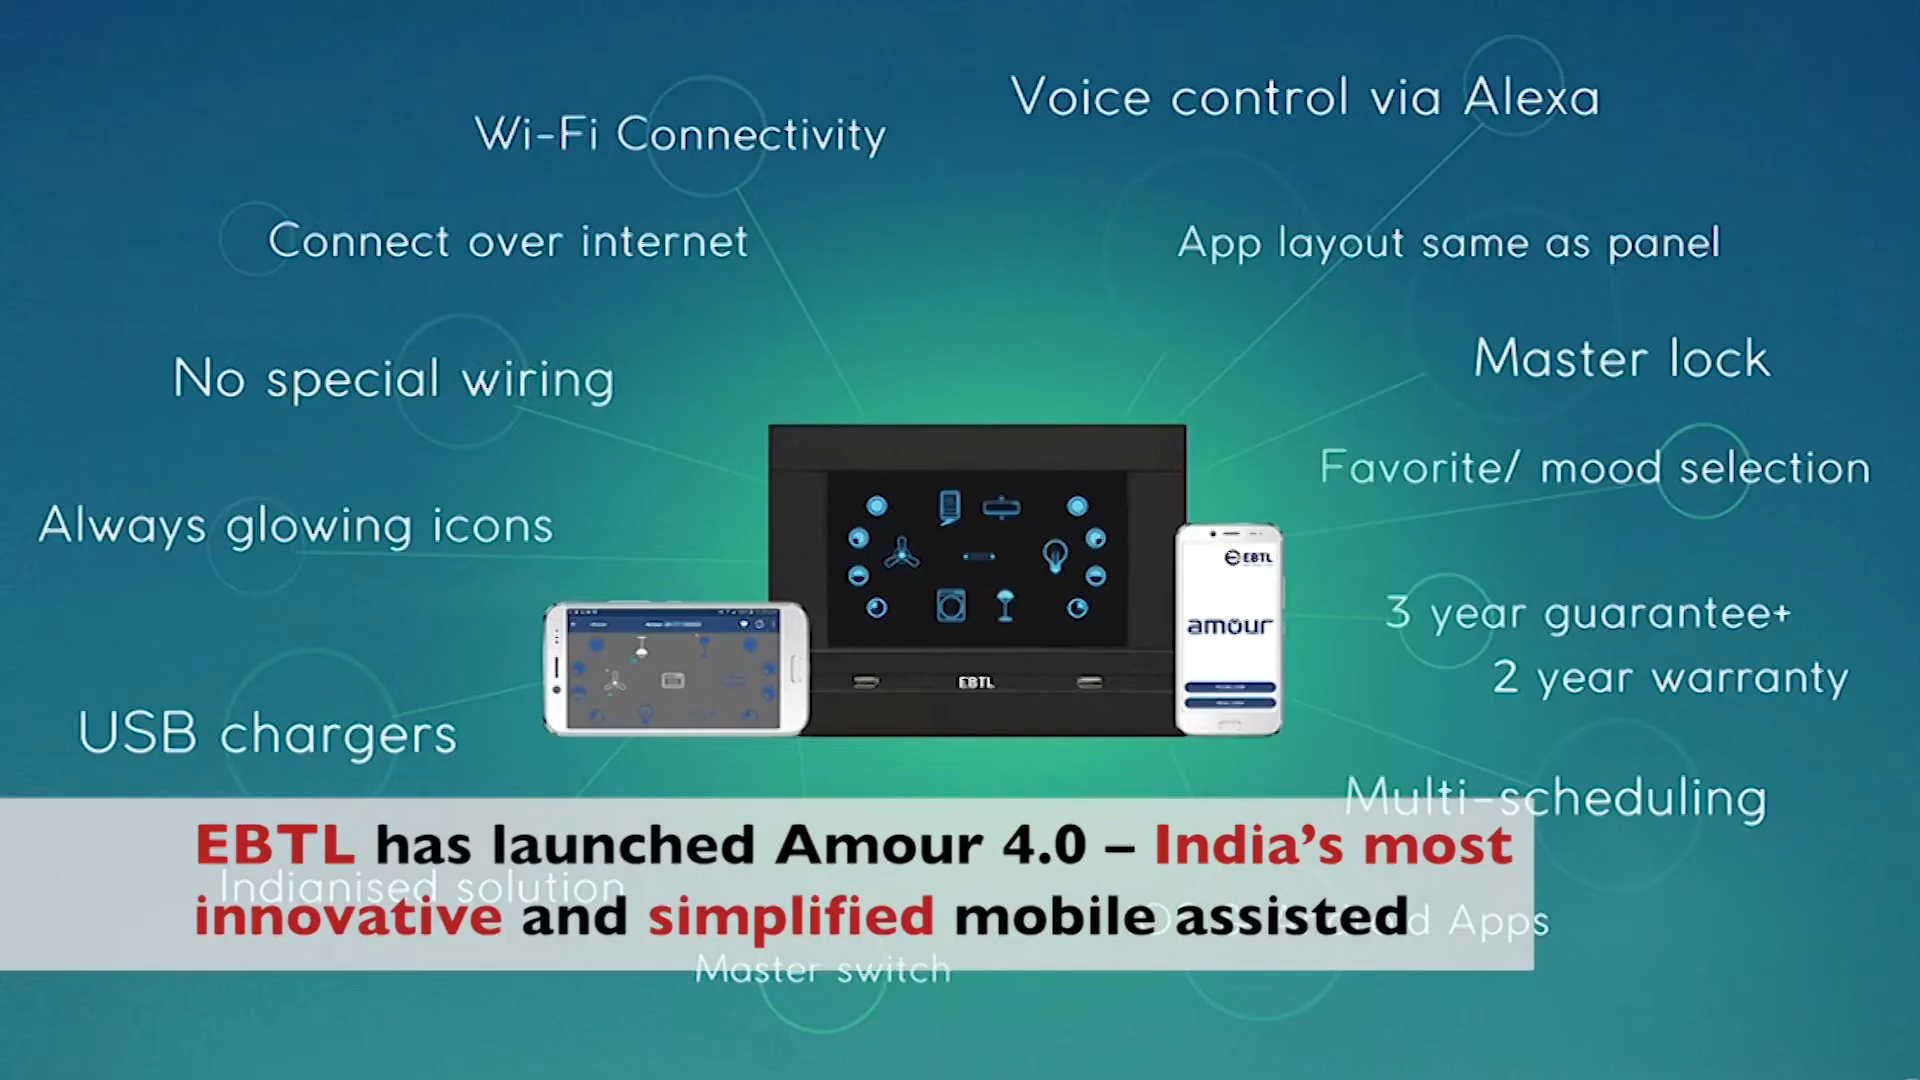 Voice control via Alexa
Wi-Fi Connectivity
Connect over internet
App layout same as panel
No special wiring
Master lock
Favorite/ mood selection
Always glowing icons
EBTL
amour
3 year guarantee+
2 year warranty
EBTL
USB chargers
Multi-scheduling
EBTL has launched Amour 4.0 – India's most
Indianised solution
innovative and simplified mobile assisted
Apps
Master switch